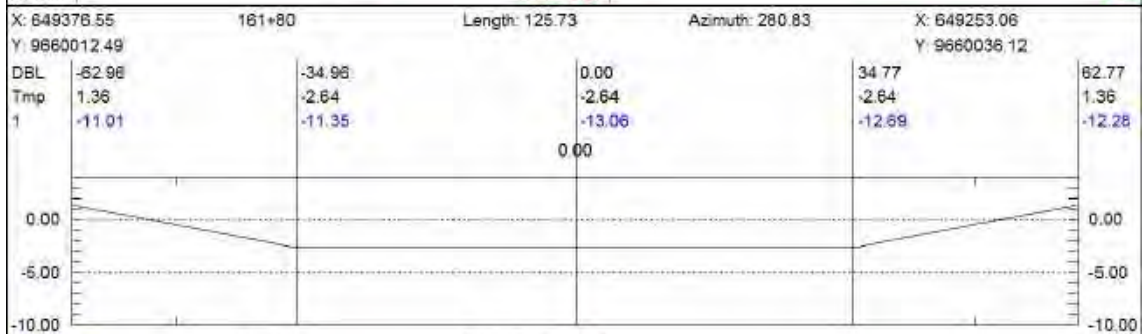 X: 649376.55 161+80 Length: 125.73 Azimuth: 280.83 X: 649253.06
Y: 9660012.49 Y: 9660036.12
DBL -62.96 -34.96 0.00 34.77 62.77
Tmp 1.36 -2.64 -2.64 -2.64 1.36
1 -11.01 -11.35 -13.06 -12.69 -12.28
0.00
0.00 0.00
-5.00 -5.00
-10.00 -10.00